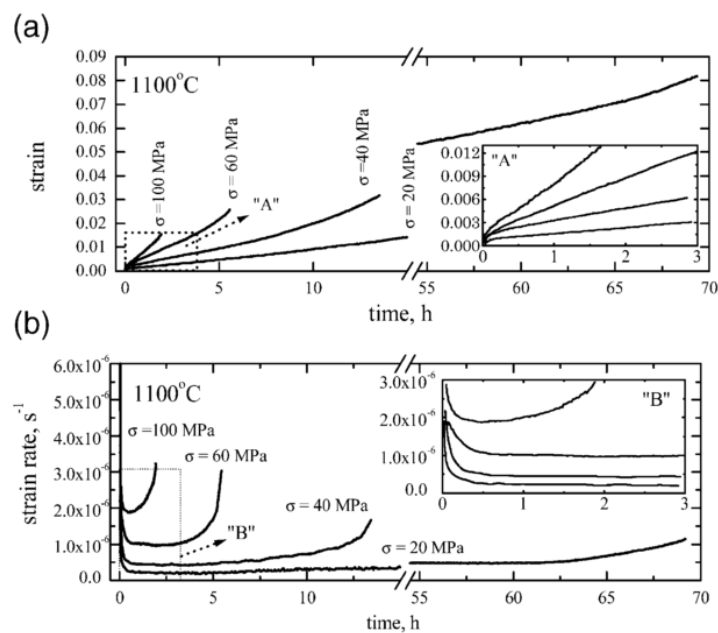 (a)
1100°C
0.09
0.08
0.07
0.06
0.05
0.04
0.03
0.02
0.01
0.00
strain
σ=100 MPa
σ= 60 MPa
"A"
σ=40 MPa
σ= 20 MPa
0.012
0.009
0.006
0.003
0.000
"A"
0 1 2 3
0 5 10 55 60 65 70
time, h
(b)
1100°C
6.0x10⁻⁶
5.0x10⁻⁶
4.0x10⁻⁶
3.0x10⁻⁶
2.0x10⁻⁶
1.0x10⁻⁶
0.0
strain rate, s⁻¹
σ =100 MPa
σ = 60 MPa
"B"
σ = 40 MPa
σ = 20 MPa
3.0x10⁻⁶
2.0x10⁻⁶
1.0x10⁻⁶
0.0
"B"
0 1 2 3
0 5 10 55 60 65 70
time, h